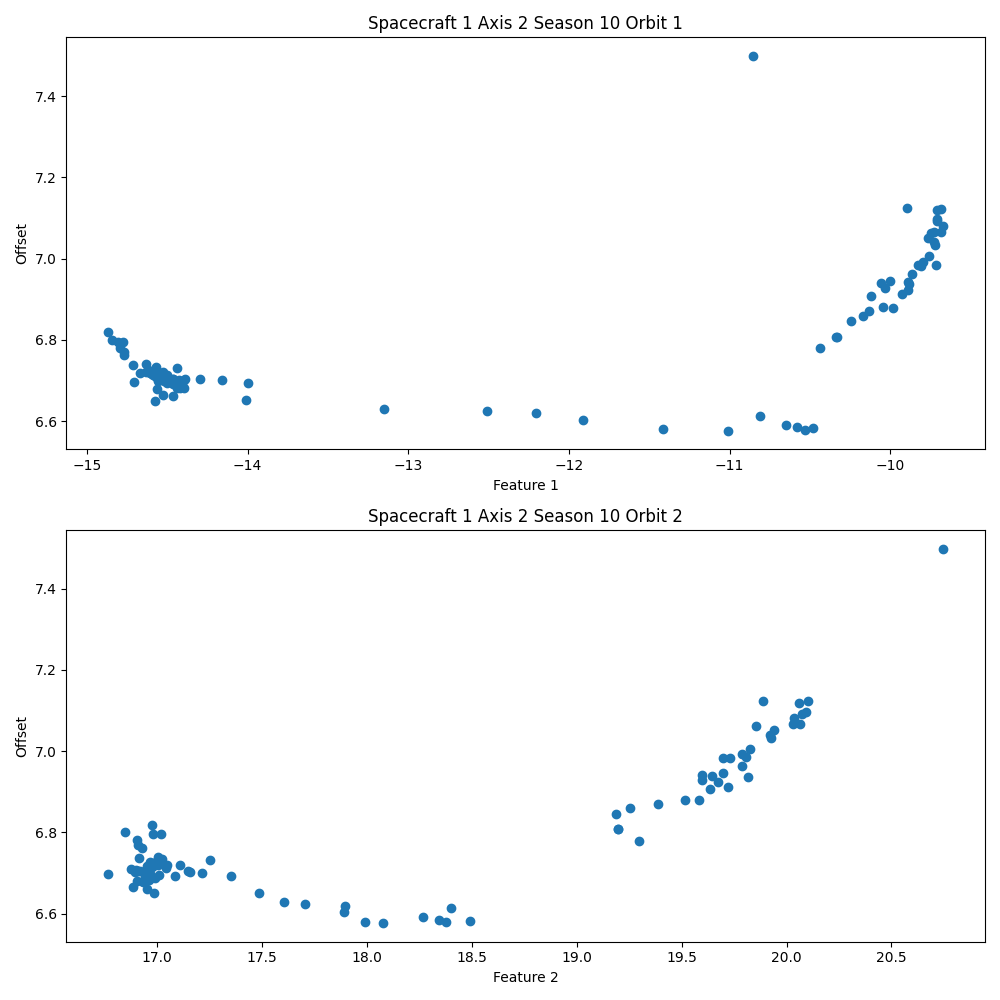 Spacecraft 1 Axis 2 Season 10 Orbit 1
7.4
7.2
7.0
6.8
6.6
Offset
−15 −14 −13 −12 −11 −10
Feature 1
Spacecraft 1 Axis 2 Season 10 Orbit 2
7.4
7.2
7.0
6.8
6.6
Offset
17.0 17.5 18.0 18.5 19.0 19.5 20.0 20.5
Feature 2